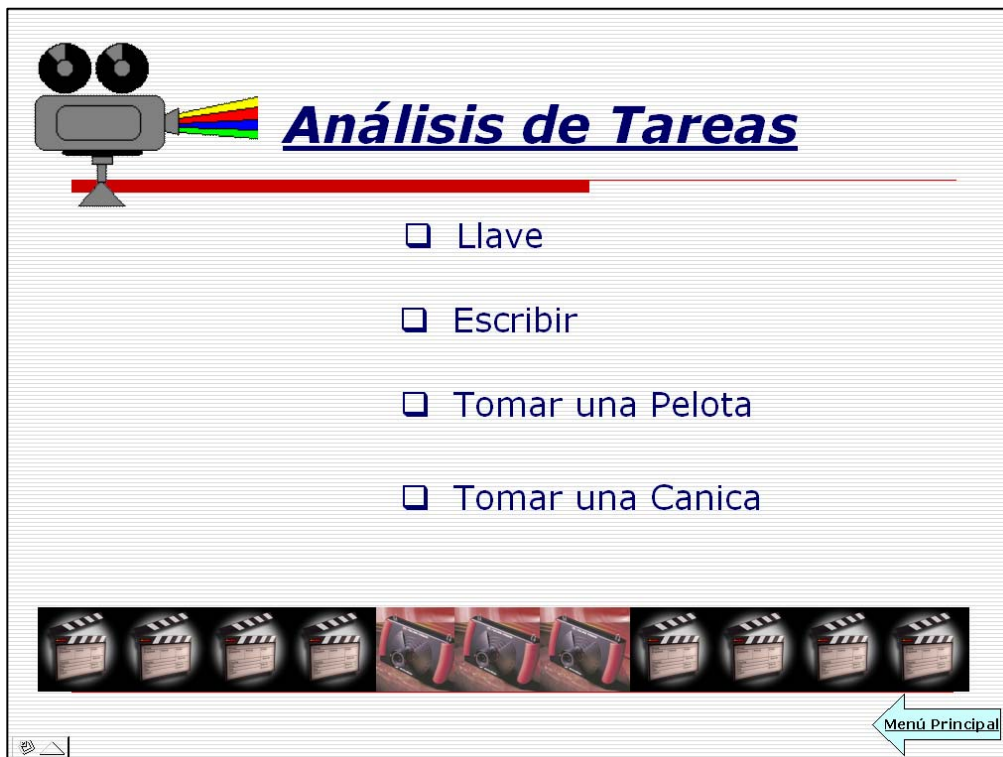 Análisis de Tareas
Llave
Escribir
Tomar una Pelota
Tomar una Canica
Menú Principal